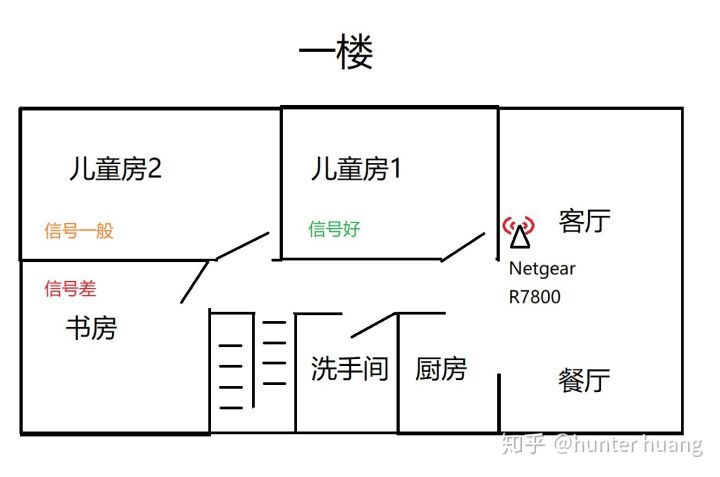 一楼
儿童房2
儿童房1
信号一般
信号好
客厅
Netgear
R7800
信号差
书房
洗手间
厨房
餐厅
知乎 @hunter huang